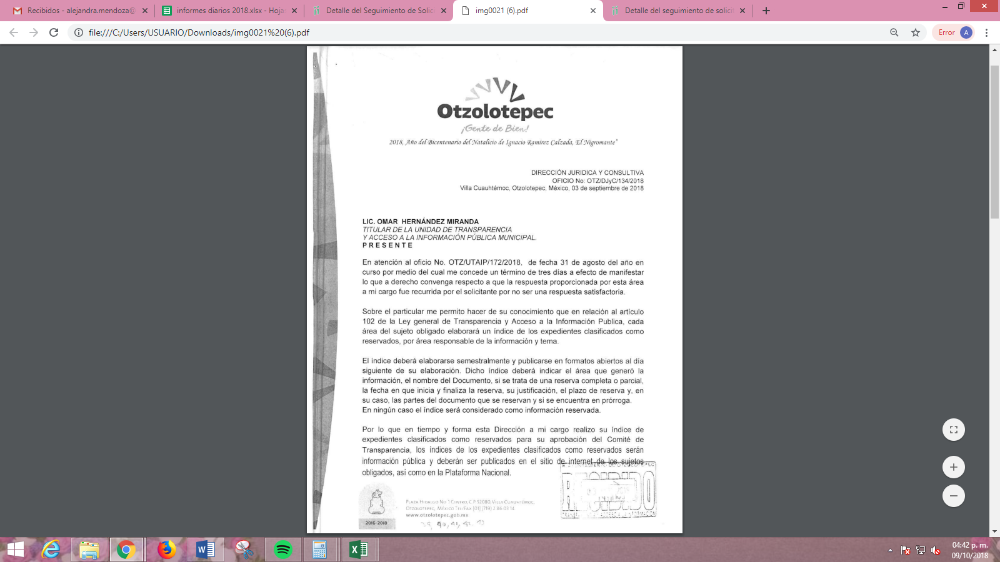 Recibidos - alejandra.mendoza@
informes diarios 2018.xlsx - Hoja
Detalle del Seguimiento de Solic
img0021 (6).pdf
Detalle del seguimiento de solicit
file:///C:/Users/USUARIO/Downloads/img0021%20(6).pdf
Error
A
Otzolotepec
¡Gente de Bien!
2018, Año del Bicentenario del Natalicio de Ignacio Ramírez Calzada, El Nigromante"
DIRECCIÓN JURIDICA Y CONSULTIVA
OFICIO No: OTZ/DJyC/134/2018
Villa Cuauhtémoc, Otzolotepec, México, 03 de septiembre de 2018
LIC. OMAR HERNÁNDEZ MIRANDA
TITULAR DE LA UNIDAD DE TRANSPARENCIA
Y ACCESO A LA INFORMACIÓN PÚBLICA MUNICIPAL.
P R E S E N T E
En atención al oficio No. OTZ/UTAIP/172/2018, de fecha 31 de agosto del año en
curso por medio del cual me concede un término de tres días a efecto de manifestar
lo que a derecho convenga respecto a que la respuesta proporcionada por esta área
a mi cargo fue recurrida por el solicitante por no ser una respuesta satisfactoria.
Sobre el particular me permito hacer de su conocimiento que en relación al artículo
102 de la Ley general de Transparencia y Acceso a la Información Publica, cada
área del sujeto obligado elaborará un índice de los expedientes clasificados como
reservados, por área responsable de la información y tema.
El índice deberá elaborarse semestralmente y publicarse en formatos abiertos al día
siguiente de su elaboración. Dicho índice deberá indicar el área que generó la
información, el nombre del Documento, si se trata de una reserva completa o parcial,
la fecha en que inicia y finaliza la reserva, su justificación, el plazo de reserva y, en
su caso, las partes del documento que se reservan y si se encuentra en prórroga.
En ningún caso el índice será considerado como información reservada.
Por lo que en tiempo y forma esta Dirección a mi cargo realizo su índice de
expedientes clasificados como reservados para su aprobación del Comité de
Transparencia, los índices de los expedientes clasificados como reservados serán
información pública y deberán ser publicados en el sitio de internet de los sujetos
obligados, así como en la Plataforma Nacional.
RECIBIDO
PLAZA HIDALGO NO 1 CENTRO, C.P. 52080, VILLA CUAUHTÉMOC,
OTZOLOTEPEC, MÉXICO TEL/FAX [01] (719) 2 86 03 14
www.otzolotepec.gob.mx
2016-2018
04:42 p. m.
09/10/2018